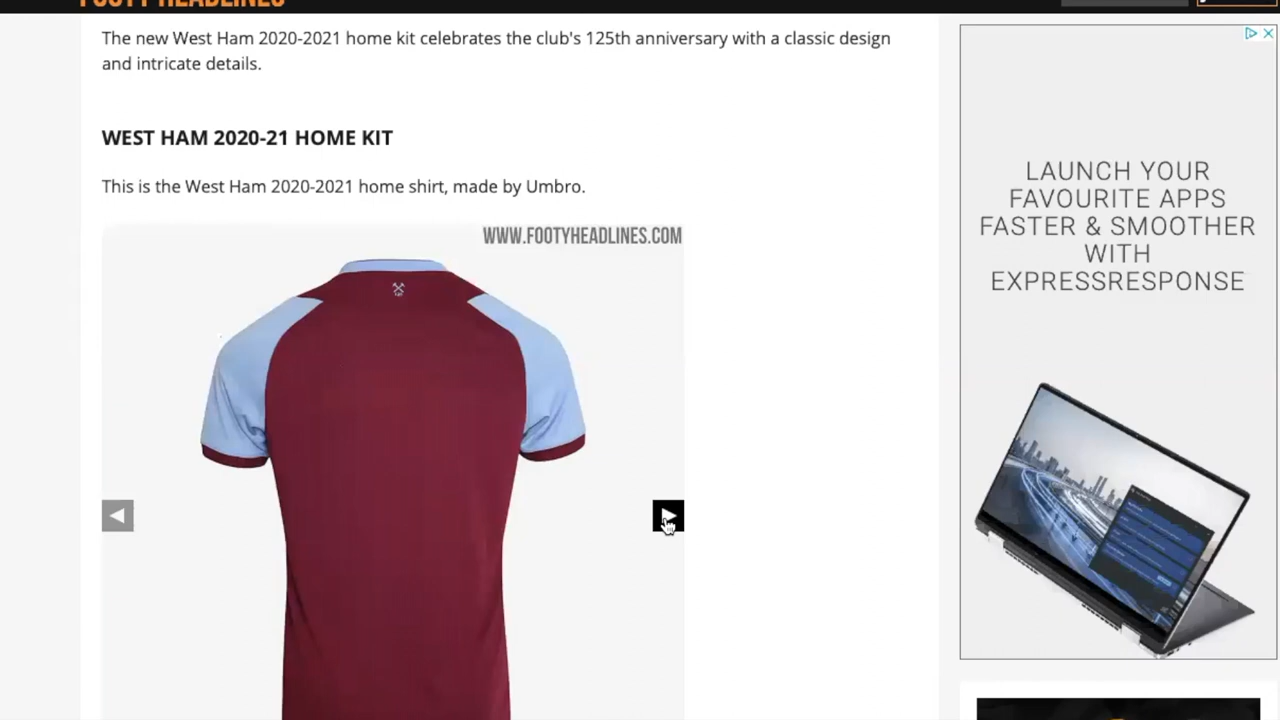 FOOTY HEADLINES
The new West Ham 2020-2021 home kit celebrates the club's 125th anniversary with a classic design
and intricate details.
WEST HAM 2020-21 HOME KIT
This is the West Ham 2020-2021 home shirt, made by Umbro.
WWW.FOOTYHEADLINES.COM
LAUNCH YOUR
FAVOURITE APPS
FASTER & SMOOTHER
WITH
EXPRESSRESPONSE